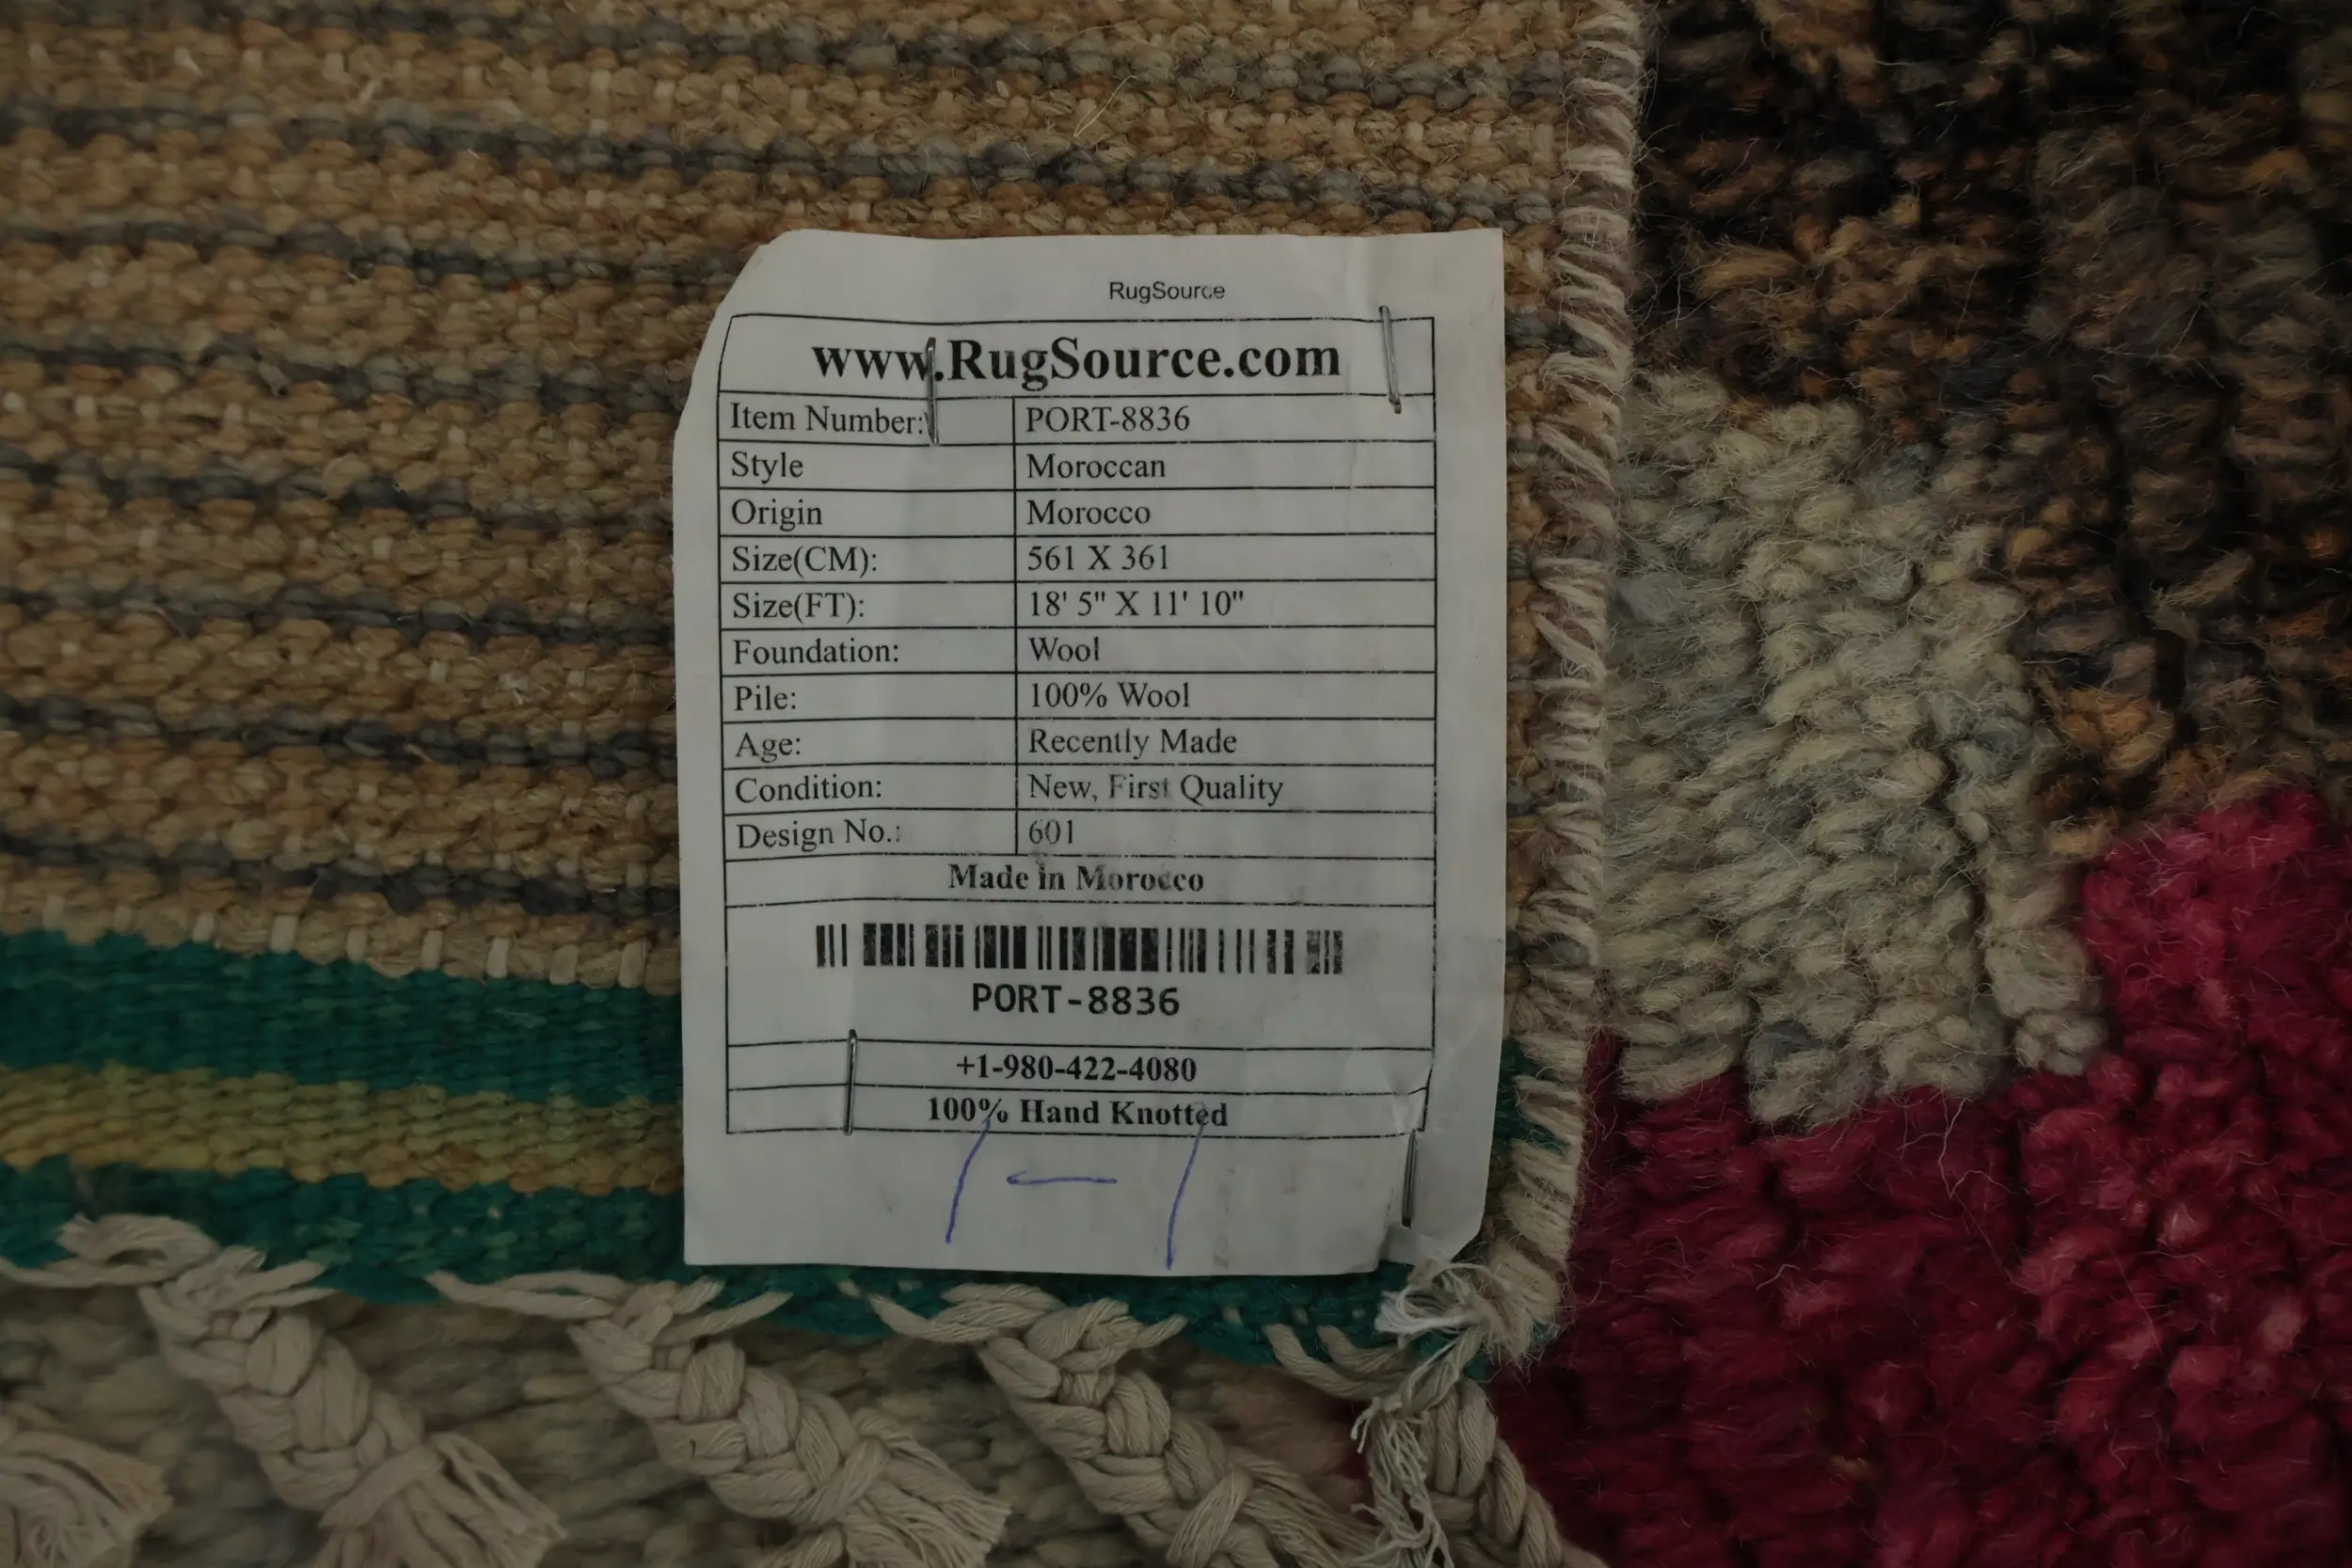 RugSource
www.RugSource.com
Item Number: PORT-8836
Style Moroccan
Origin Morocco
Size(CM): 561 X 361
Size(FT): 18' 5" X 11' 10"
Foundation: Wool
Pile: 100% Wool
Age: Recently Made
Condition: New, First Quality
Design No.: 601
Made in Morocco
PORT-8836
+1-980-422-4080
100% Hand Knotted
1-1